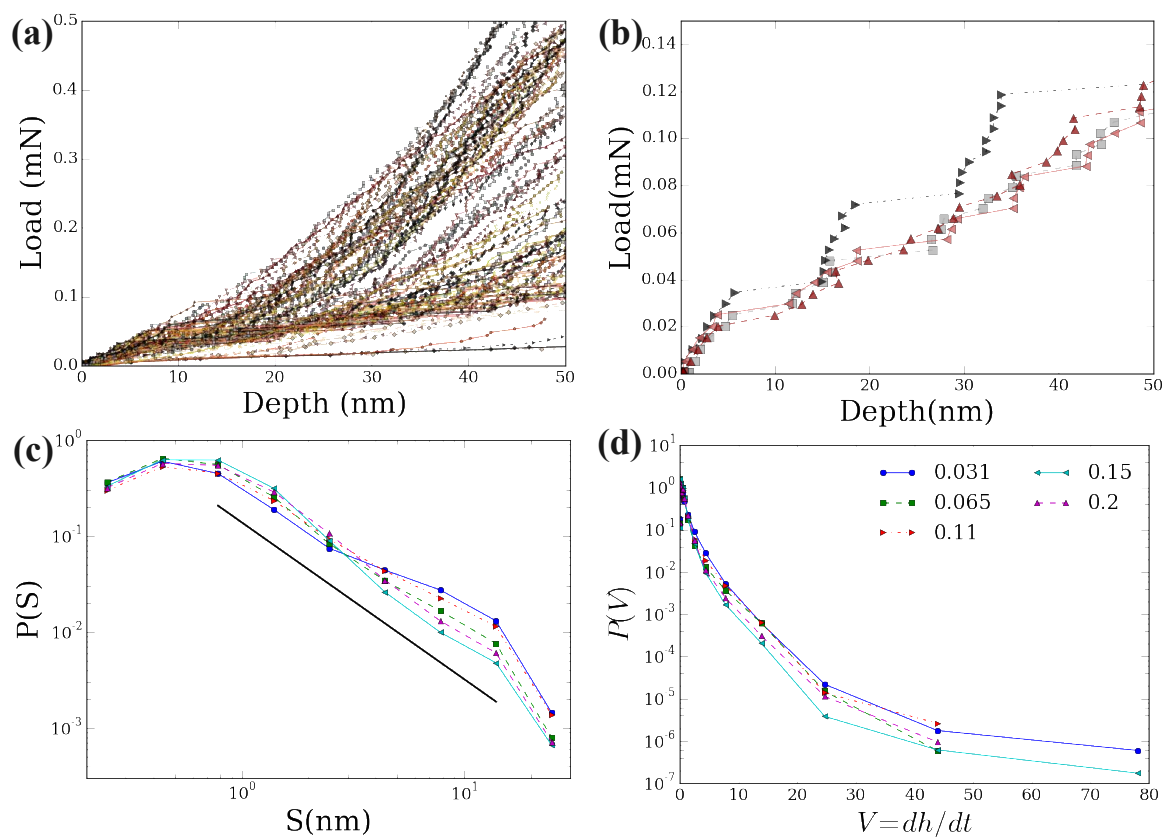 (a)
0.5
0.4
0.3
0.2
0.1
0.0
Load (mN)
0 10 20 30 40 50
Depth (nm)
(b)
0.14
0.12
0.10
0.08
0.06
0.04
0.02
0.00
Load(mN)
0 10 20 30 40 50
Depth(nm)
(c)
10^0
10^-1
10^-2
10^-3
P(S)
10^0 10^1
S(nm)
(d)
10^1
10^0
10^-1
10^-2
10^-3
10^-4
10^-5
10^-6
10^-7
P(V)
0.031 0.15
0.065 0.2
0.11
0 10 20 30 40 50 60 70 80
V=dh/dt